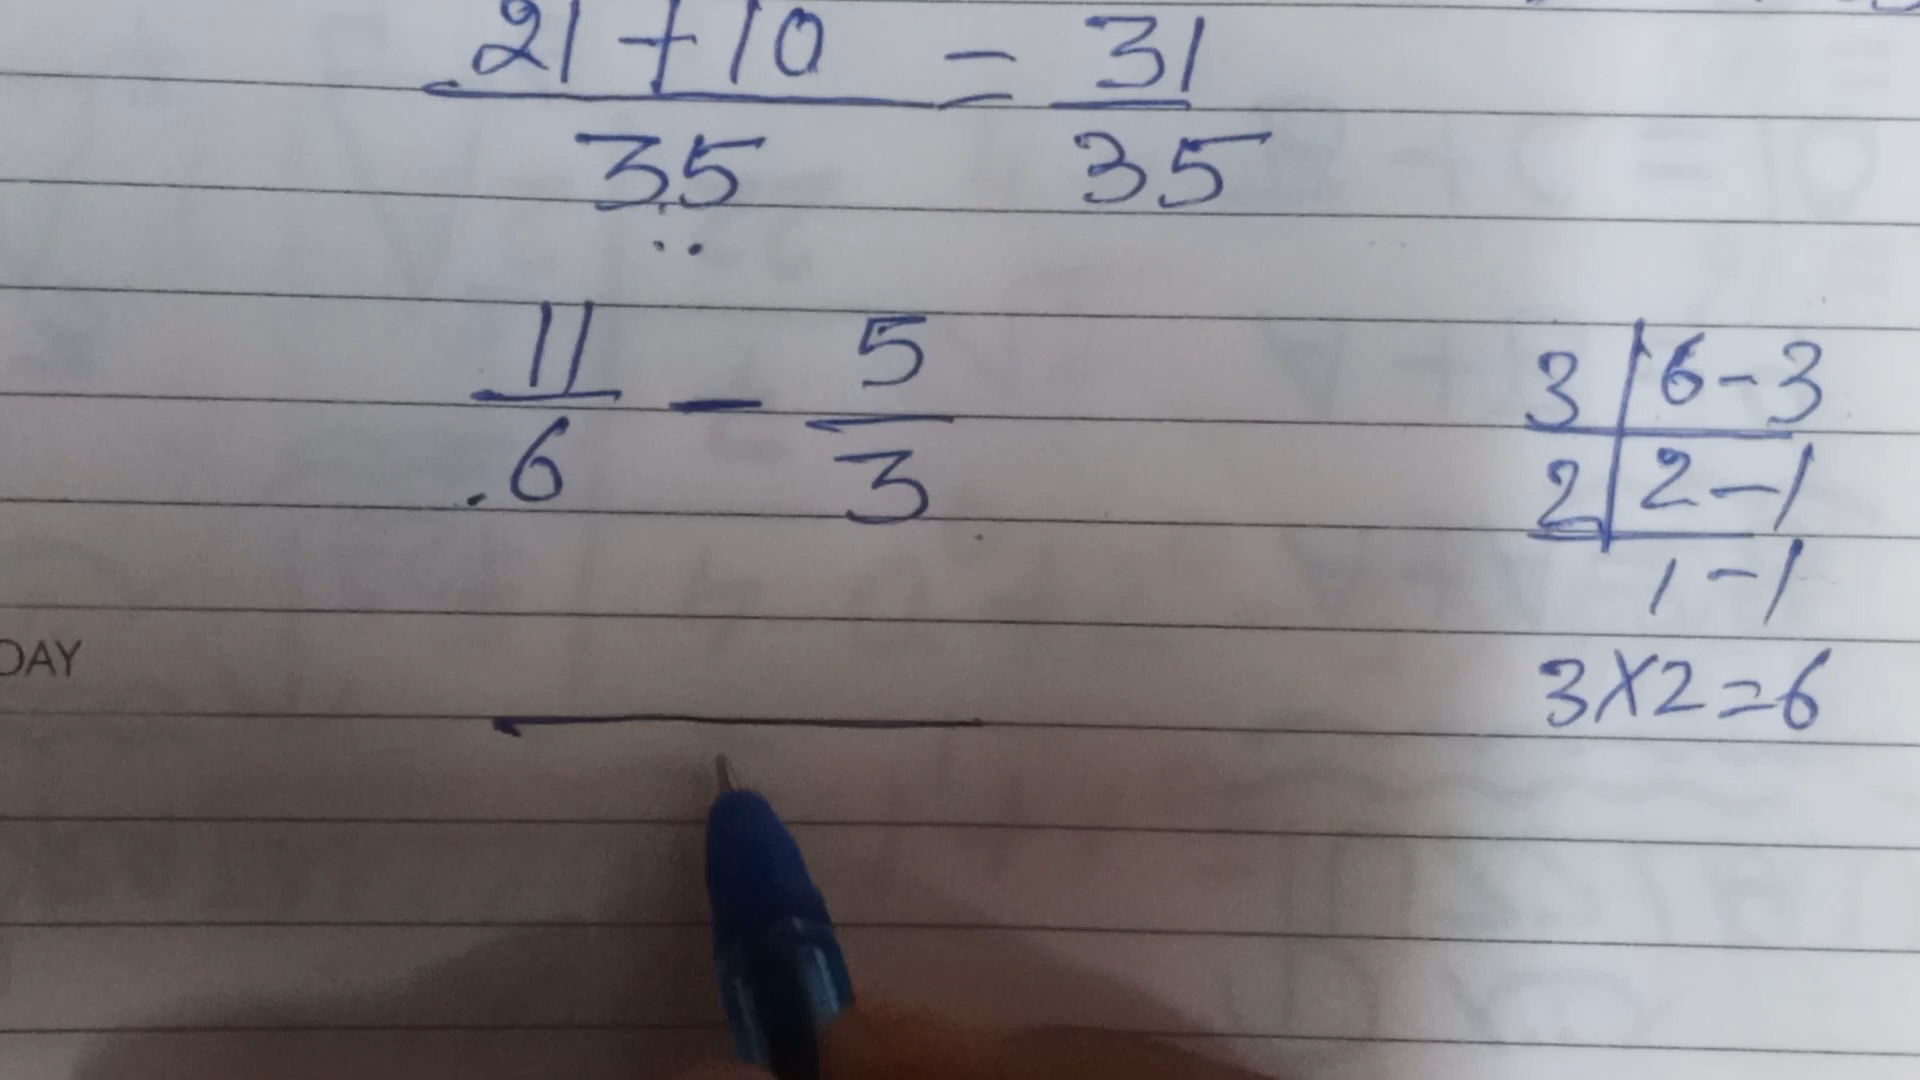 21 + 10 = 31
35 35
11 - 5
6 3
3 | 6 - 3
2 | 2 - 1
1 - 1
DAY
3 X 2 = 6